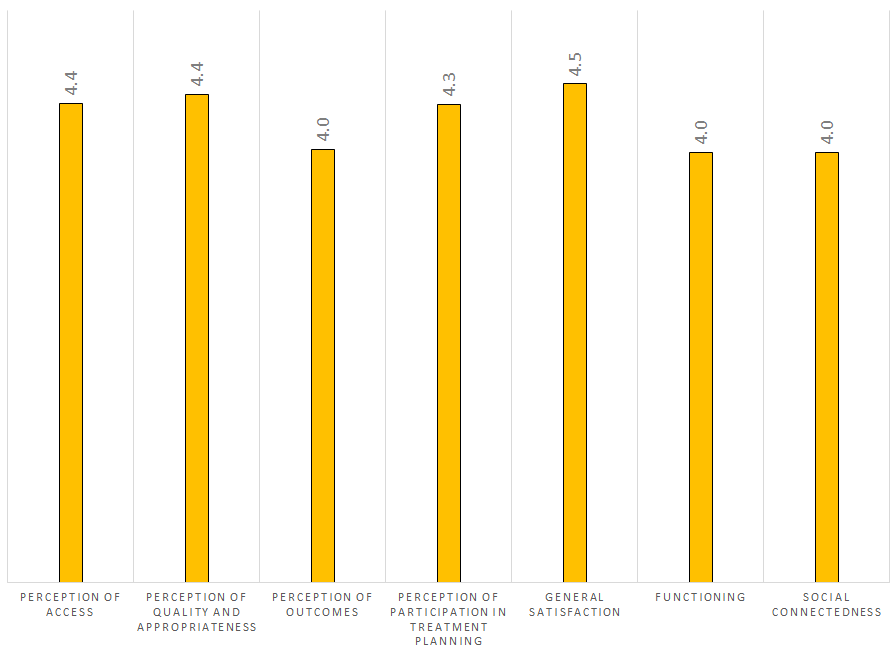 4.4
4.4
4.0
4.3
4.5
4.0
4.0
PERCEPTION OF
ACCESS
PERCEPTION OF
QUALITY AND
APPROPRIATENESS
PERCEPTION OF
OUTCOMES
PERCEPTION OF
PARTICIPATION IN
TREATMENT
PLANNING
GENERAL
SATISFACTION
FUNCTIONING
SOCIAL
CONNECTEDNESS